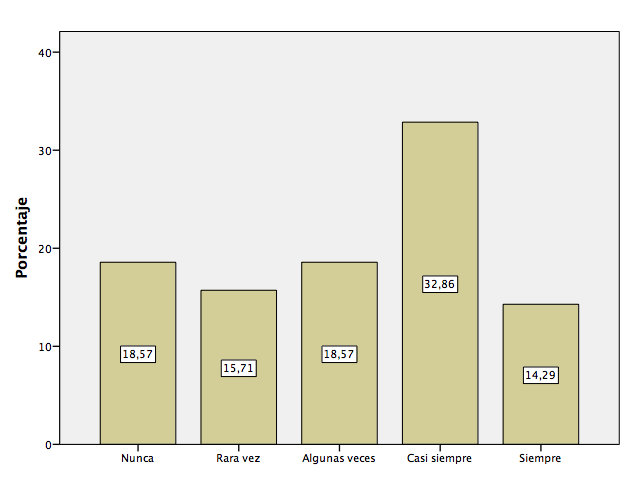 Porcentaje
40
30
20
10
0
18,57
15,71
18,57
32,86
14,29
Nunca
Rara vez
Algunas veces
Casi siempre
Siempre